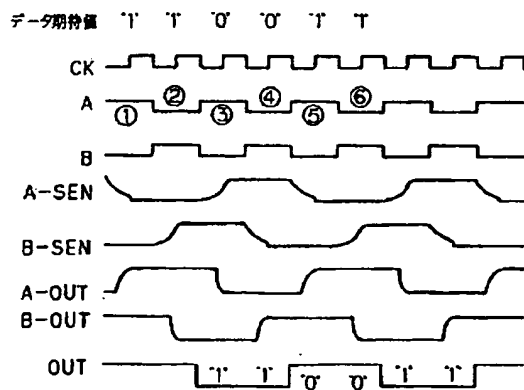 データ期待値 "1" "1" "0" "0" "1" "1"
CK
A ① ② ③ ④ ⑤ ⑥
B
A-SEN
B-SEN
A-OUT
B-OUT
OUT "1" "1" "0" "0" "1" "1"